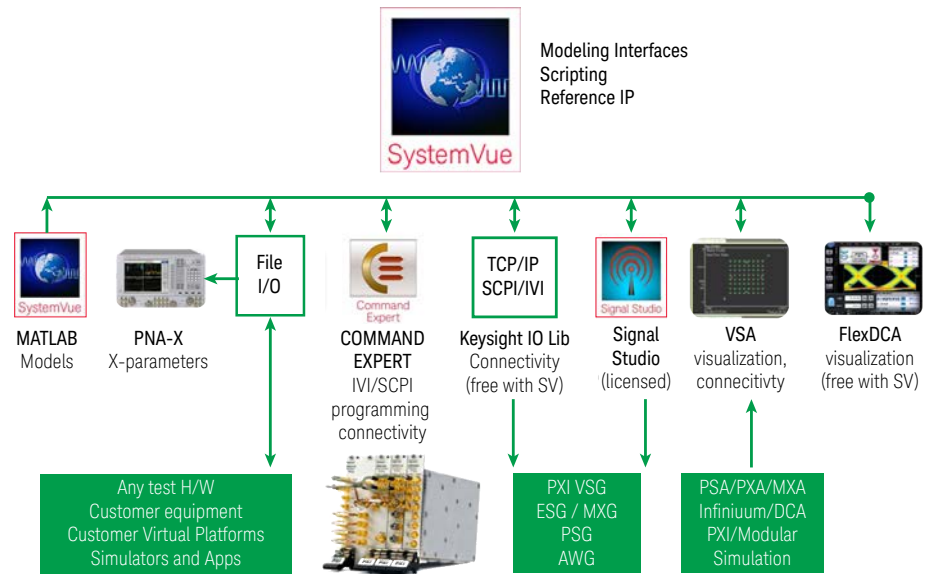 SystemVue
Modeling Interfaces
Scripting
Reference IP
SystemVue
MATLAB
Models
PNA-X
X-parameters
File
I/O
Command
Expert
COMMAND
EXPERT
IVI/SCPI
programming
connectivity
TCP/IP
SCPI/IVI
Keysight IO Lib
Connectivity
(free with SV)
Signal Studio
Signal
Studio
(licensed)
VSA
visualization,
connecitivty
FlexDCA
visualization
(free with SV)
Any test H/W
Customer equipment
Customer Virtual Platforms
Simulators and Apps
PXI VSG
ESG / MXG
PSG
AWG
PSA/PXA/MXA
Infiniuum/DCA
PXI/Modular
Simulation